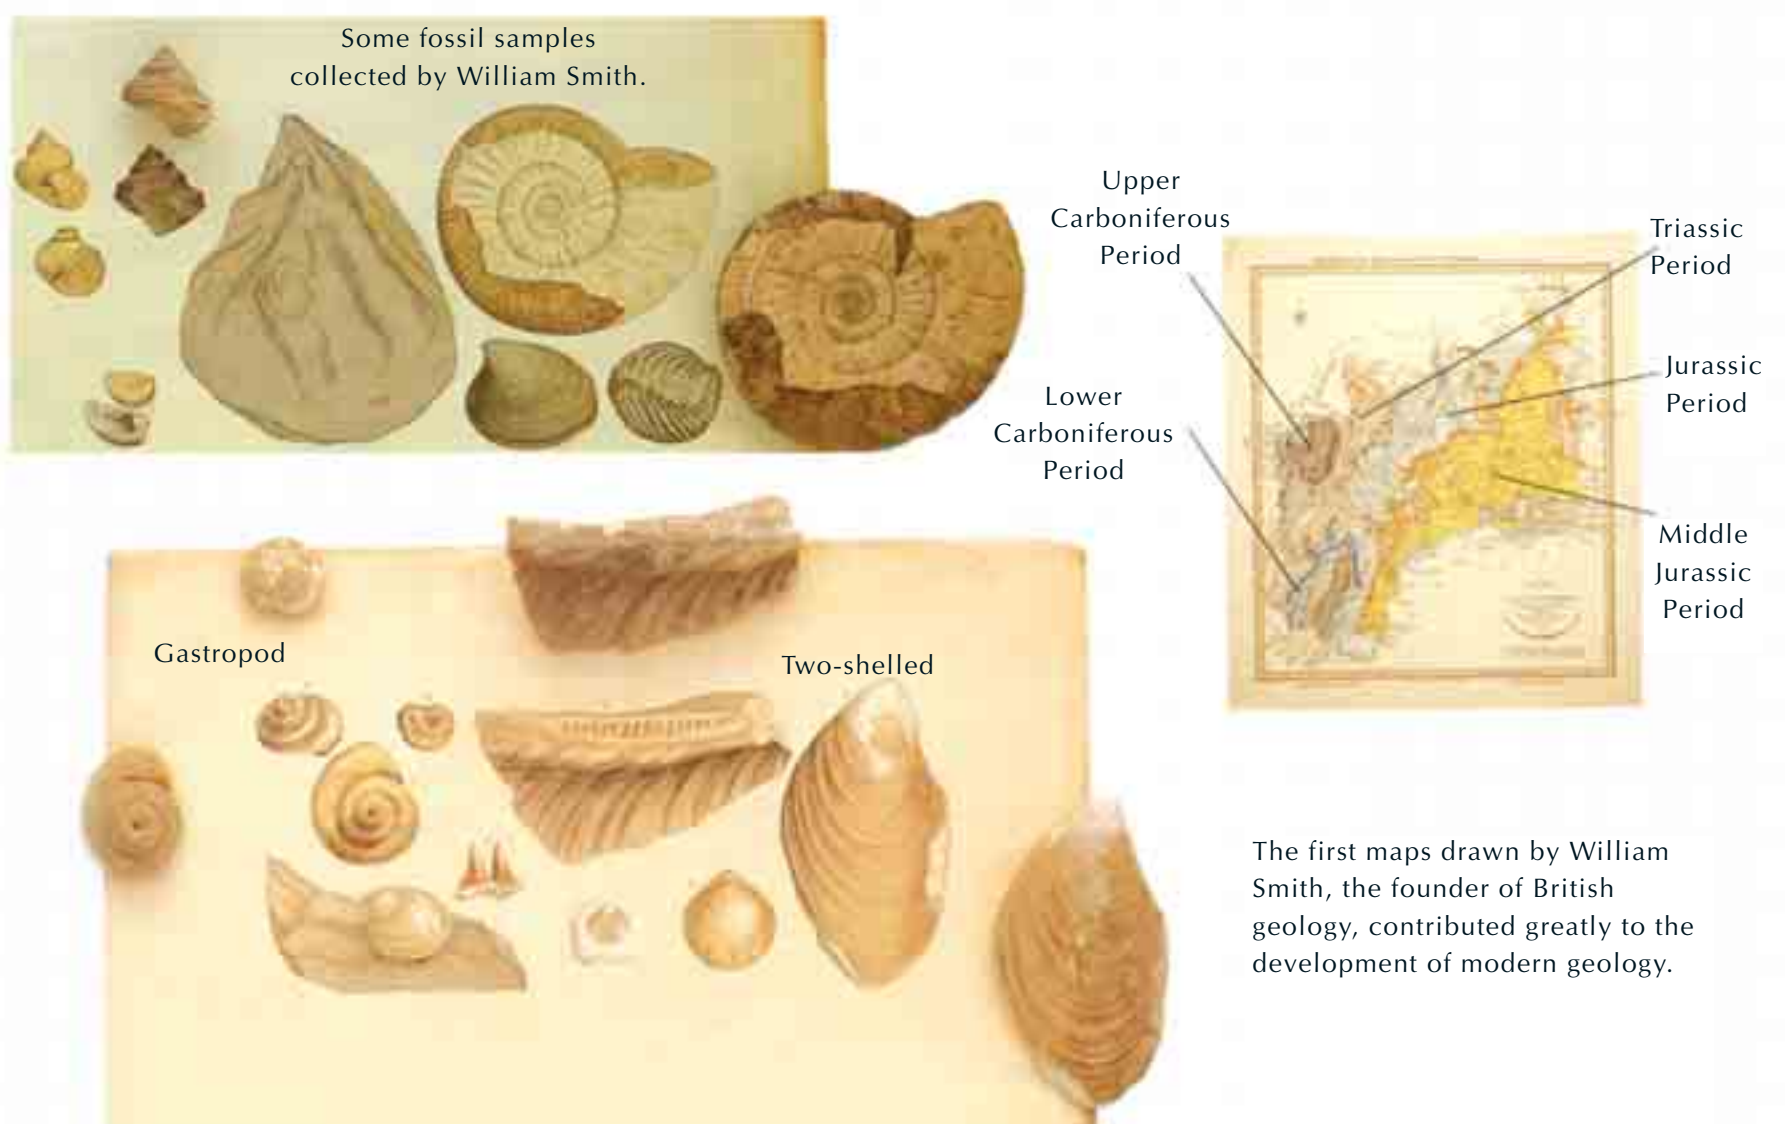 Some fossil samples
collected by William Smith.
Upper
Carboniferous
Period
Triassic
Period
Jurassic
Period
Lower
Carboniferous
Period
Middle
Jurassic
Period
Gastropod
Two-shelled
The first maps drawn by William
Smith, the founder of British
geology, contributed greatly to the
development of modern geology.